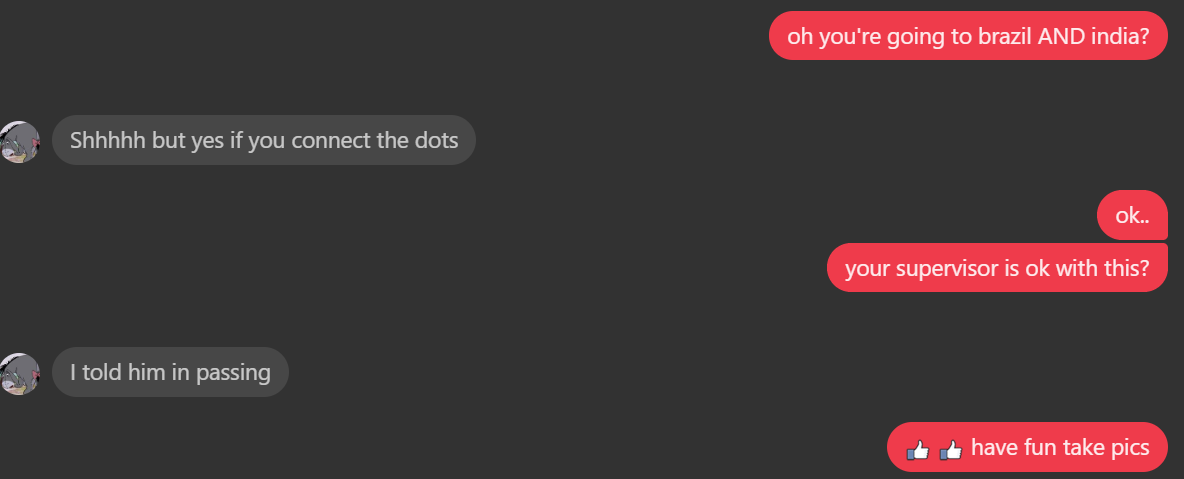 oh you're going to brazil AND india?
Shhhhh but yes if you connect the dots
ok..
your supervisor is ok with this?
I told him in passing
👍 👍 have fun take pics